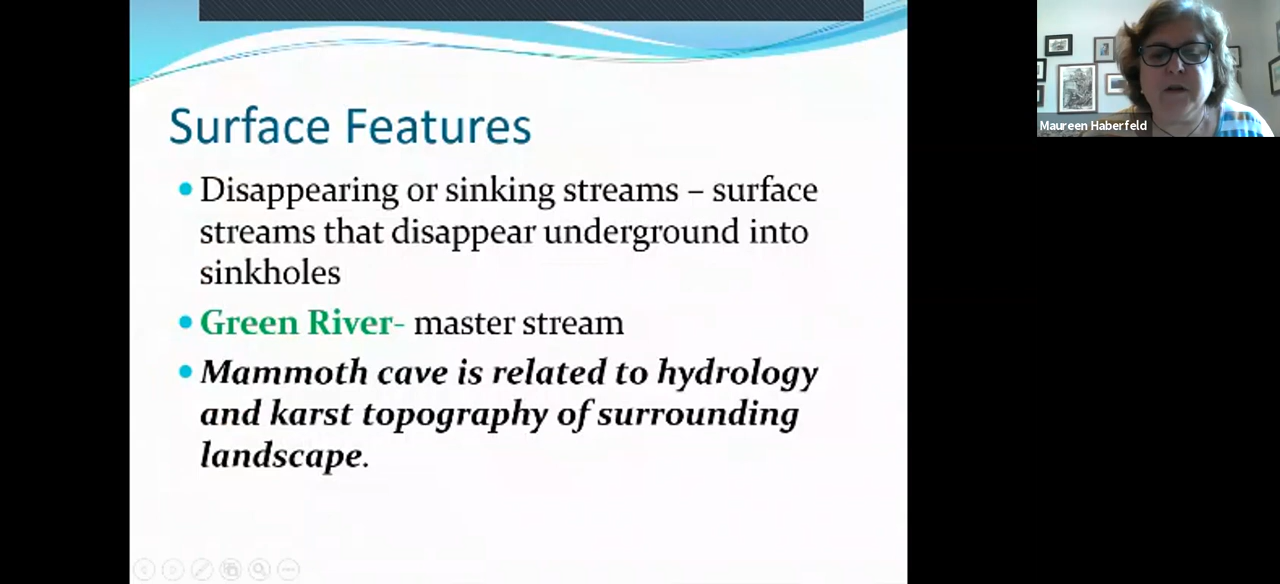 Surface Features
Disappearing or sinking streams – surface
streams that disappear underground into
sinkholes
Green River- master stream
Mammoth cave is related to hydrology
and karst topography of surrounding
landscape.
Maureen Haberfeld